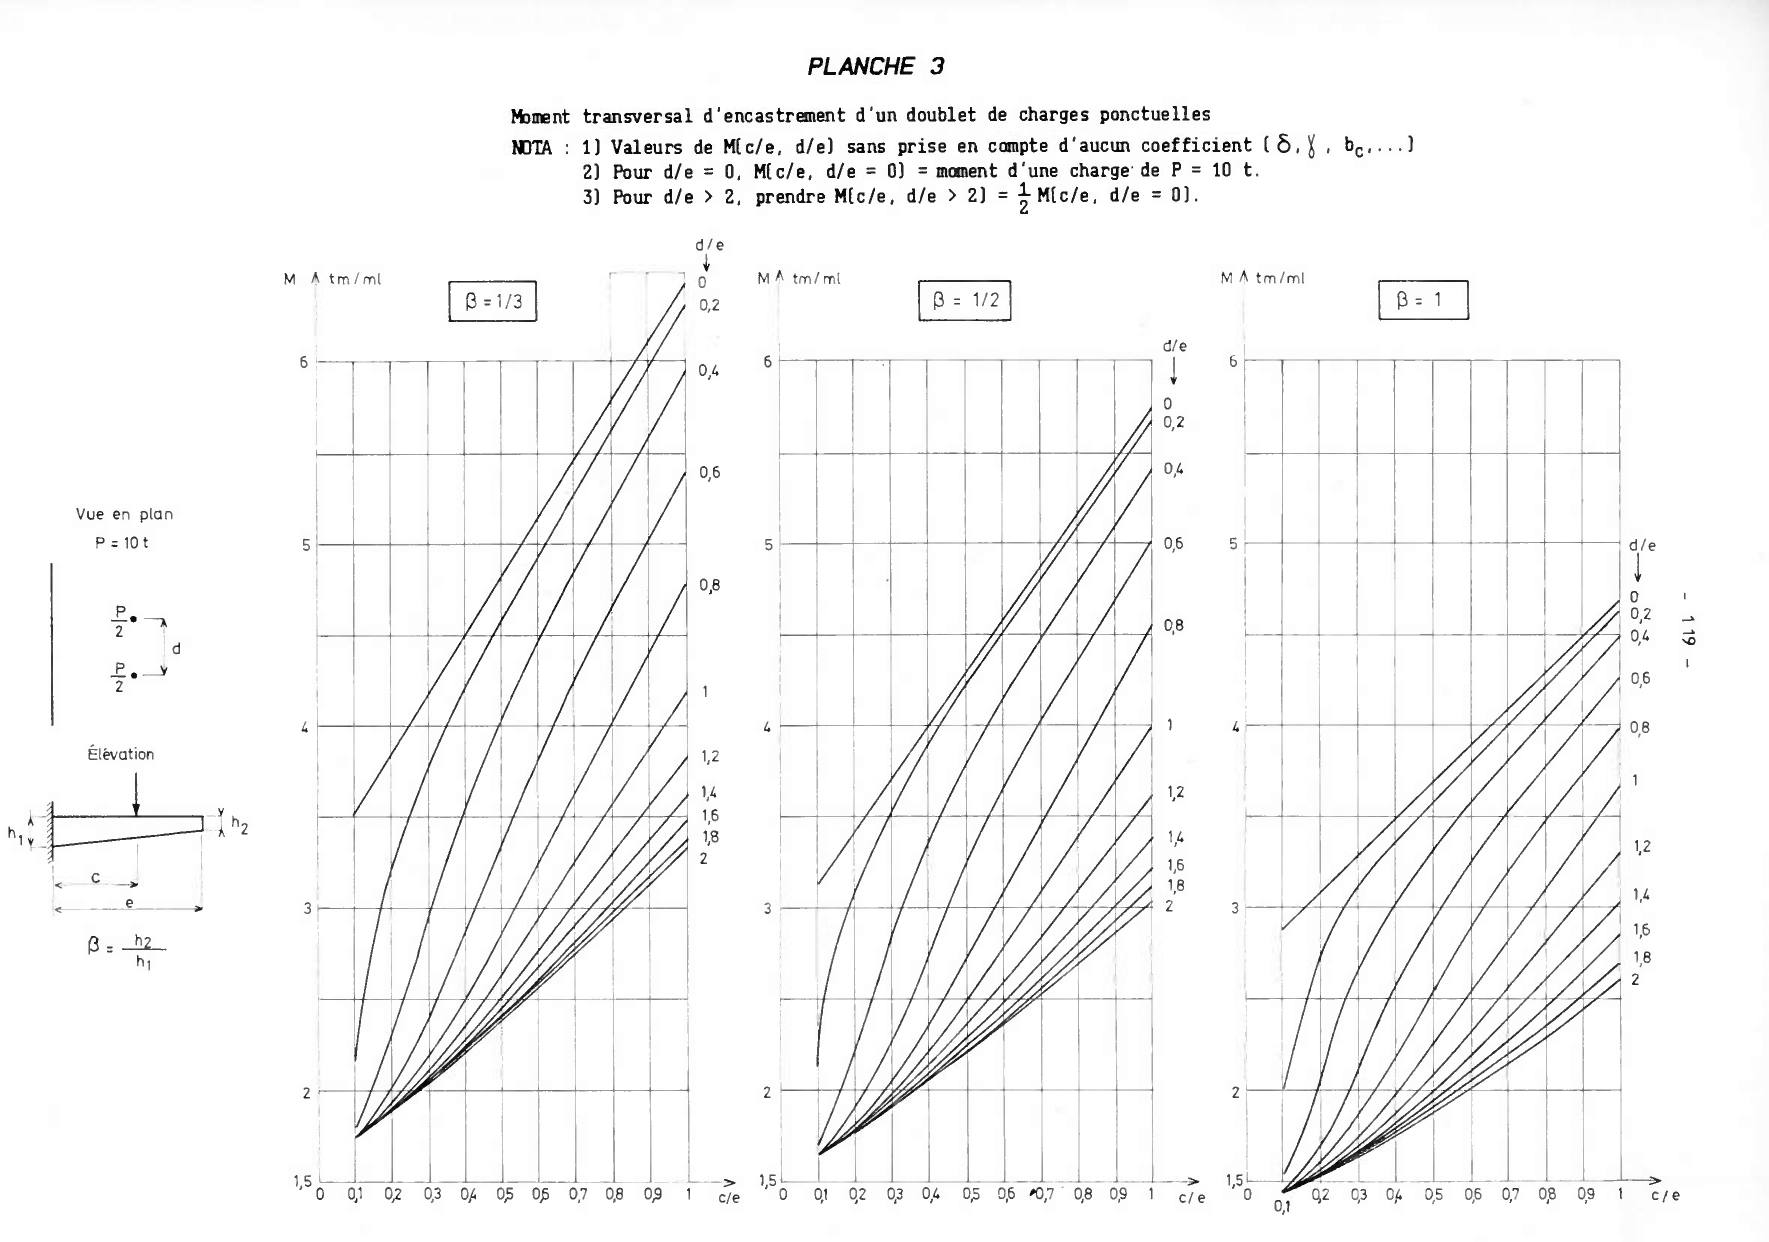 PLANCHE 3
Moment transversal d'encastrement d'un doublet de charges ponctuelles
NOTA : 1) Valeurs de M(c/e, d/e) sans prise en compte d'aucun coefficient ( δ, γ, bc,...)
2) Pour d/e = 0, M(c/e, d/e = 0) = moment d'une charge de P = 10 t.
3) Pour d/e > 2, prendre M(c/e, d/e > 2) = 1/2 M(c/e, d/e = 0).
Vue en plan
P = 10 t
P/2
d
P/2
Élévation
h1
h2
c
e
β = h2/h1
M tm/ml
β = 1/3
d/e
0
0,2
0,4
0,6
0,8
1
1,2
1,4
1,6
1,8
2
6
5
4
3
2
1,5
0 0,1 0,2 0,3 0,4 0,5 0,6 0,7 0,8 0,9 1
c/e
M tm/ml
β = 1/2
d/e
0
0,2
0,4
0,6
0,8
1
1,2
1,4
1,6
1,8
2
6
5
4
3
2
1,5
0 0,1 0,2 0,3 0,4 0,5 0,6 0,7 0,8 0,9 1
c/e
M tm/ml
β = 1
d/e
0
0,2
0,4
0,6
0,8
1
1,2
1,4
1,6
1,8
2
6
5
4
3
2
1,5
0 0,1 0,2 0,3 0,4 0,5 0,6 0,7 0,8 0,9 1
c/e
- 119 -